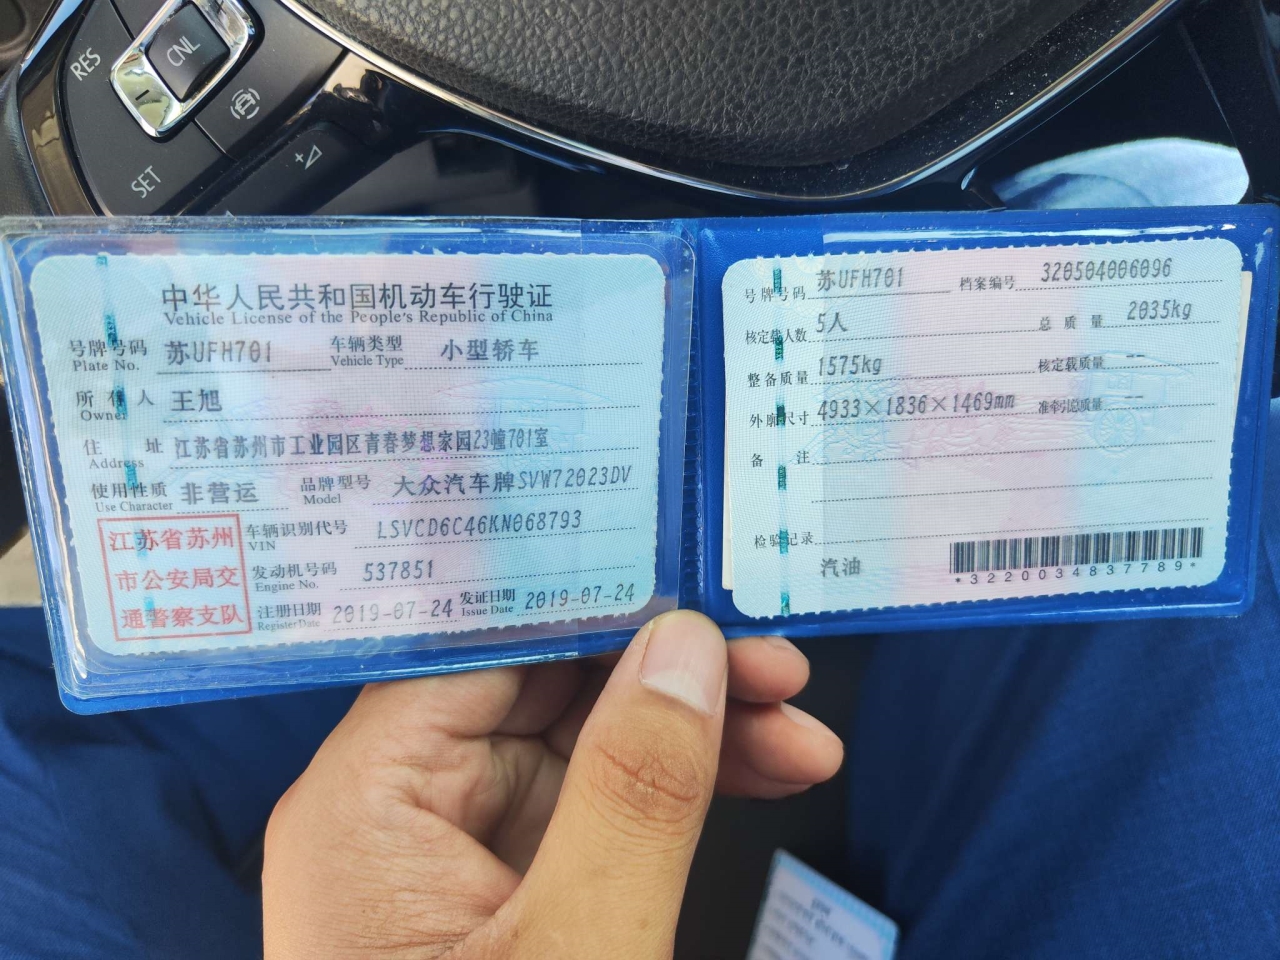 RES
CNL
SET
中华人民共和国机动车行驶证
Vehicle License of the People's Republic of China
号牌号码 苏UFH701 车辆类型 小型轿车
Plate No. Vehicle Type
所有人 王旭
Owner
住址 江苏省苏州市工业园区青春梦想家园23幢701室
Address
使用性质 非营运 品牌型号 大众汽车牌SVW72023DV
Use Character Model
江苏省苏州
市公安局交
通警察支队
车辆识别代号 LSVCD6C46KN068793
VIN
发动机号码 537851
Engine No.
注册日期 2019-07-24 发证日期 2019-07-24
Register Date Issue Date
号牌号码 苏UFH701 档案编号 320504006096
核定载人数 5人 总质量 2035kg
整备质量 1575kg 核定载质量 --
外廓尺寸 4933×1836×1469mm 准牵引总质量 --
备注
检验记录
汽油
*3220034837789*